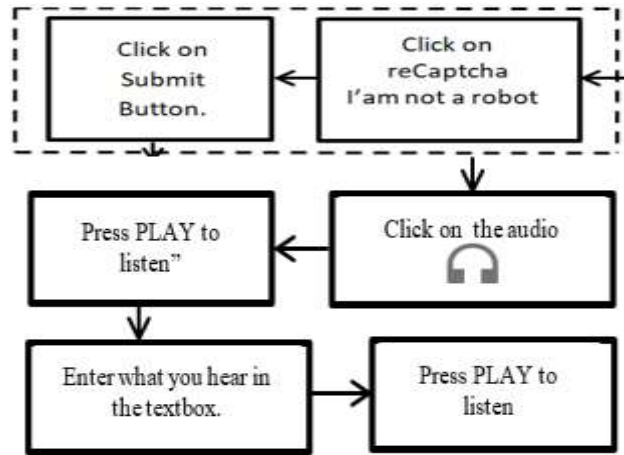 Click on
Submit
Button.
Click on
reCaptcha
I'am not a robot
Press PLAY to
listen”
Click on the audio
Enter what you hear in
the textbox.
Press PLAY to
listen